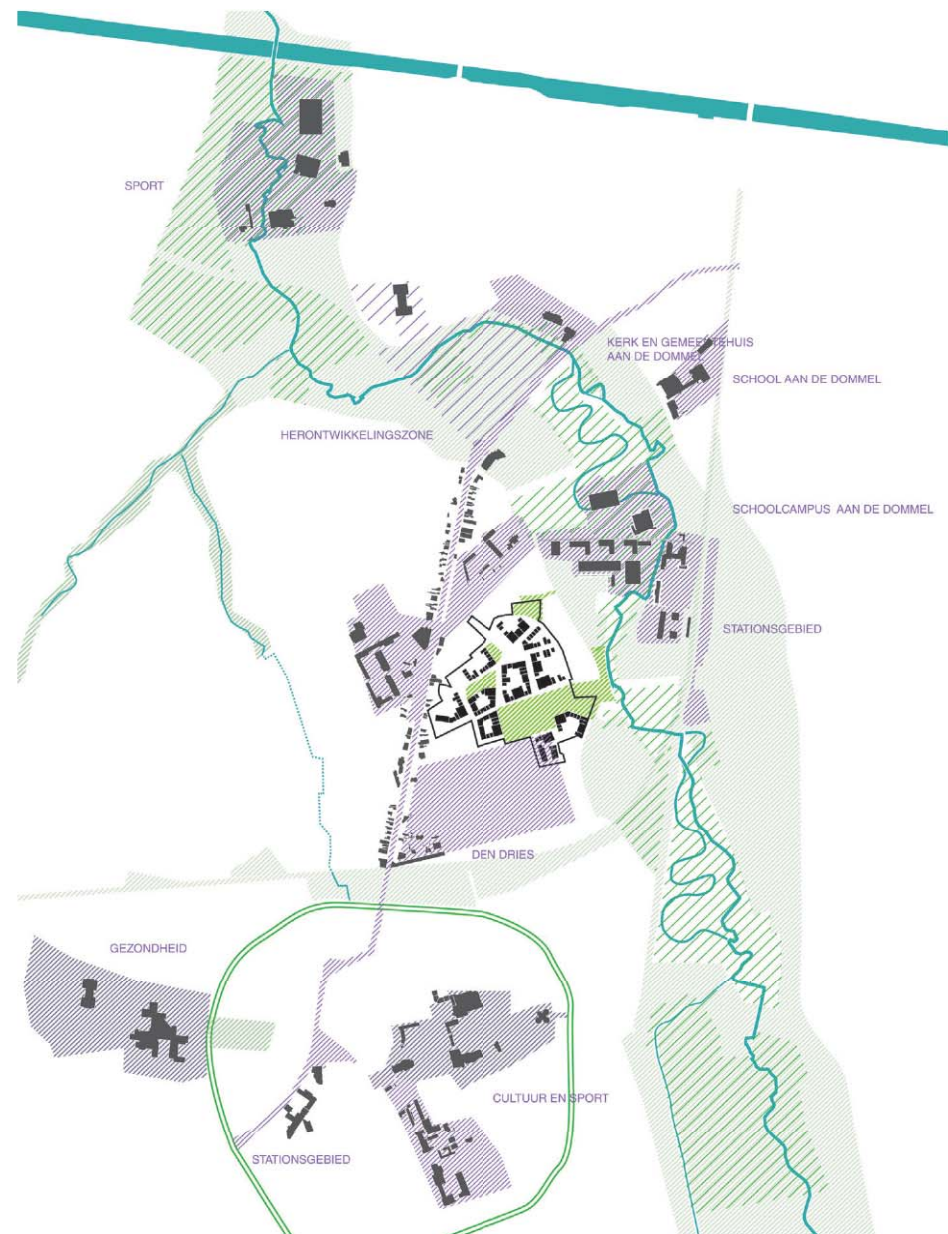 SPORT
KERK EN GEMEENTEHUIS
AAN DE DOMMEL
SCHOOL AAN DE DOMMEL
HERONTWIKKELINGSZONE
SCHOOLCAMPUS AAN DE DOMMEL
STATIONSGEBIED
DEN DRIES
GEZONDHEID
CULTUUR EN SPORT
STATIONSGEBIED